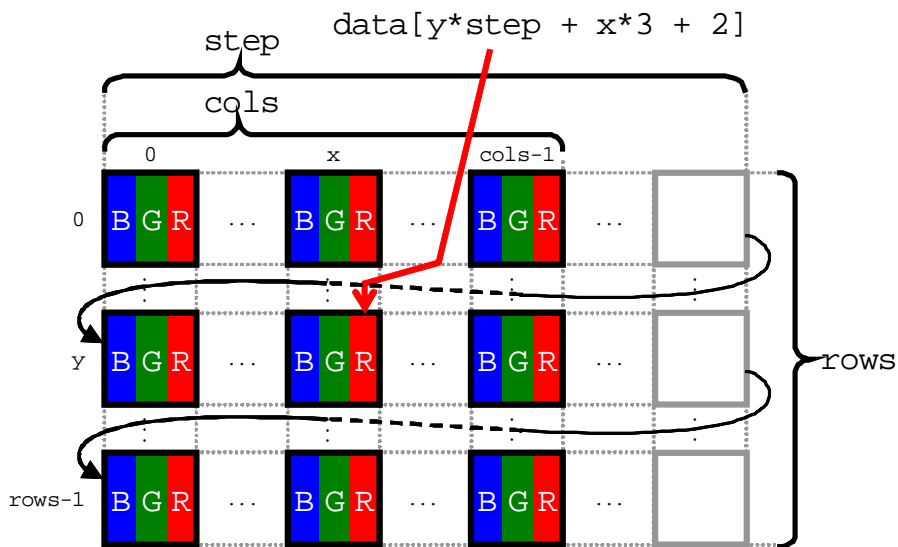 data[y*step + x*3 + 2]
step
cols
0 x cols-1
0 B G R ... B G R ... B G R ...
: : : :
y B G R ... B G R ... B G R ...
rows
: : : :
rows-1 B G R ... B G R ... B G R ...